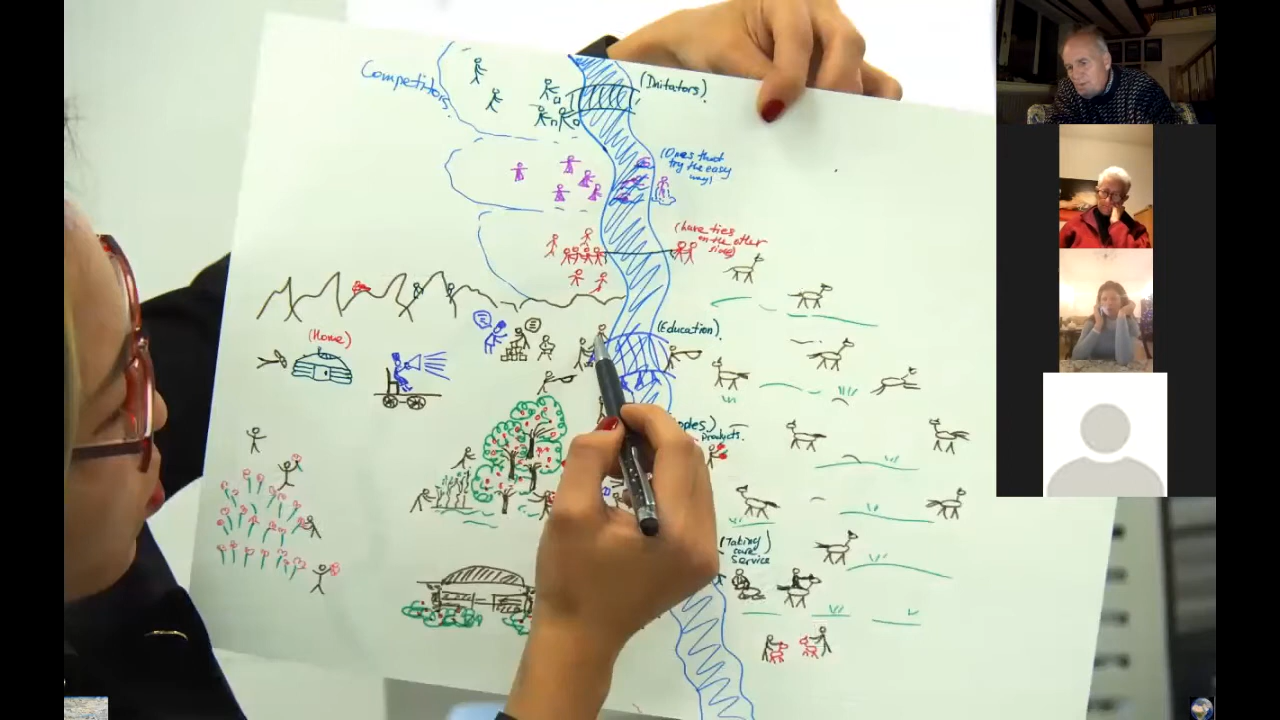 Competitors
(Imitators).
(Ones that
try the easy
way)
(have ties
on the other
sides)
(Home)
(Education).
Products.
(Taking
care
Service